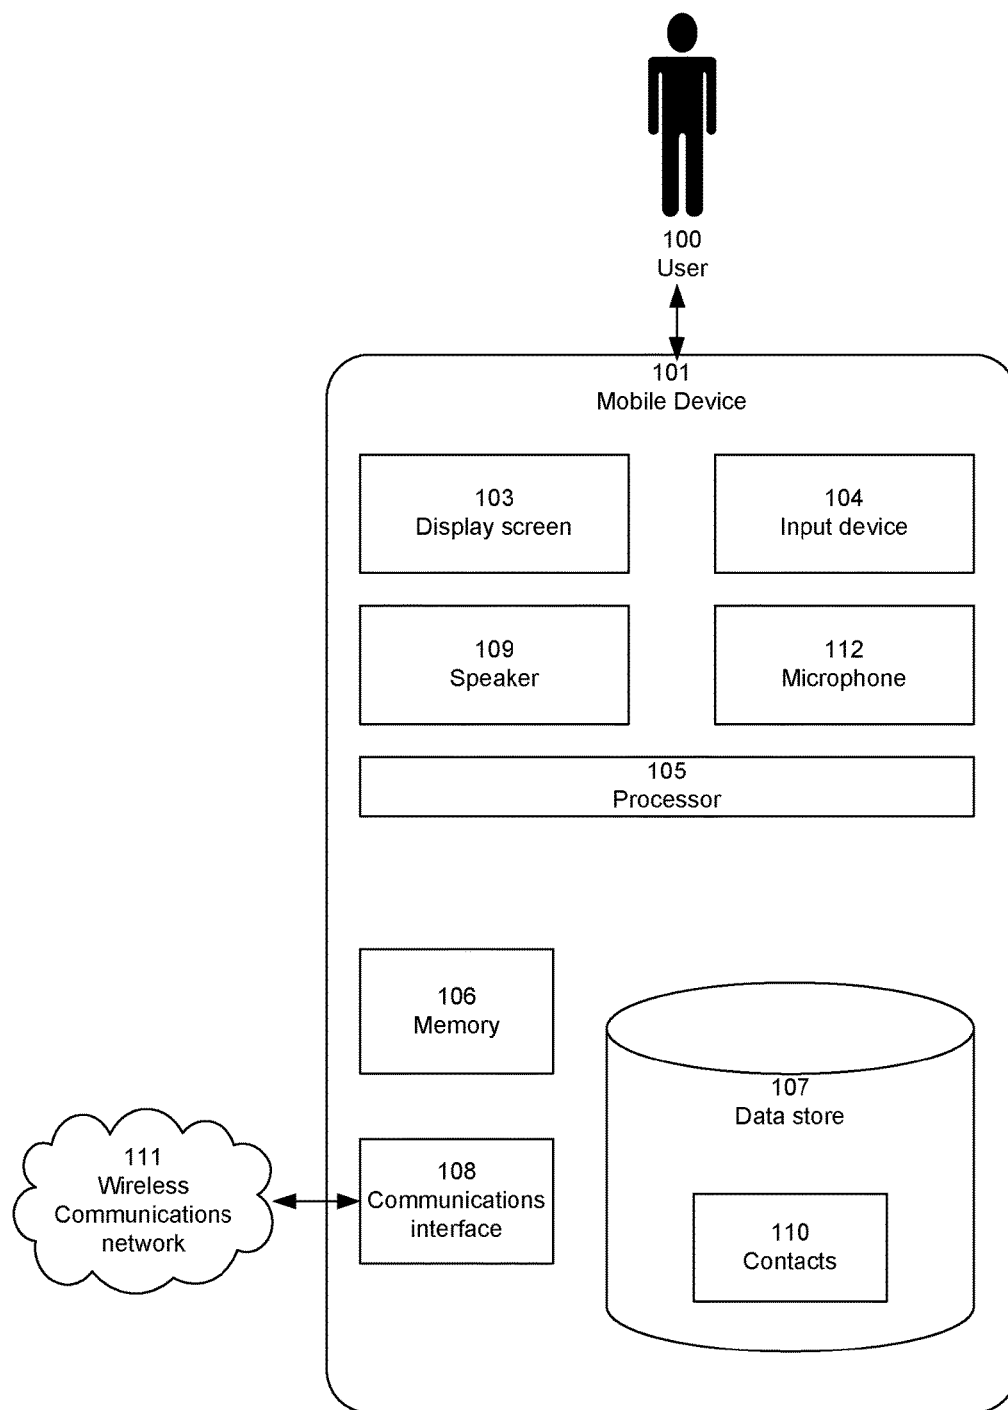 100
User
101
Mobile Device
103
Display screen
104
Input device
109
Speaker
112
Microphone
105
Processor
106
Memory
107
Data store
111
Wireless
Communications
network
108
Communications
interface
110
Contacts